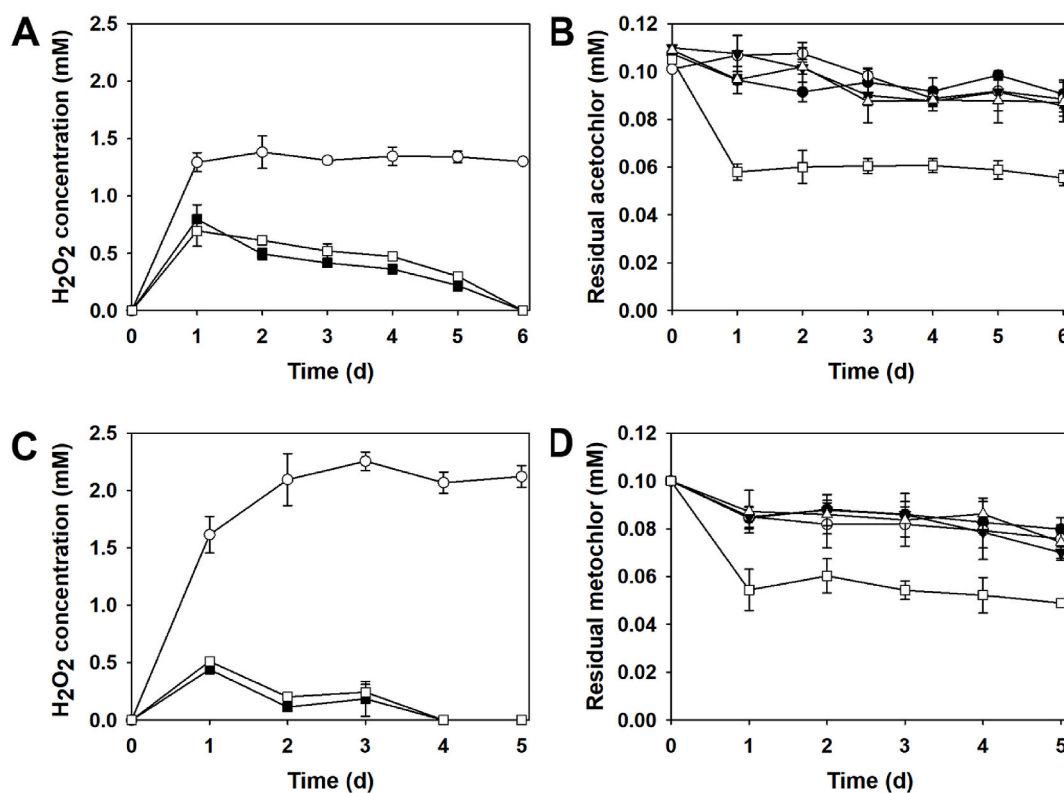 A
H2O2 concentration (mM)
2.5
2.0
1.5
1.0
0.5
0.0
0 1 2 3 4 5 6
Time (d)
B
Residual acetochlor (mM)
0.12
0.10
0.08
0.06
0.04
0.02
0.00
0 1 2 3 4 5 6
Time (d)
C
H2O2 concentration (mM)
2.5
2.0
1.5
1.0
0.5
0.0
0 1 2 3 4 5
Time (d)
D
Residual metochlor (mM)
0.12
0.10
0.08
0.06
0.04
0.02
0.00
0 1 2 3 4 5
Time (d)